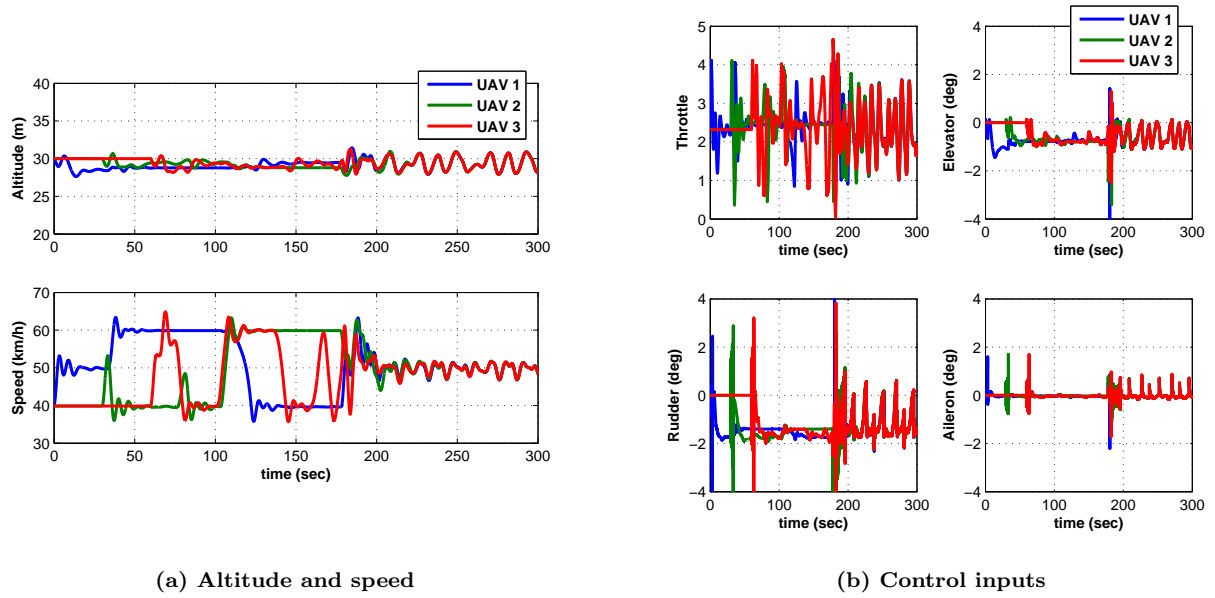 UAV 1
UAV 2
UAV 3
40
35
30
25
20
Altitude (m)
0 50 100 150 200 250 300
70
60
50
40
30
Speed (km/h)
0 50 100 150 200 250 300
time (sec)
(a) Altitude and speed
5
4
3
2
1
0
Throttle
0 100 200 300
time (sec)
UAV 1
UAV 2
UAV 3
4
2
0
−2
−4
Elevator (deg)
0 100 200 300
time (sec)
4
2
0
−2
−4
Rudder (deg)
0 100 200 300
time (sec)
4
2
0
−2
−4
Aileron (deg)
0 100 200 300
time (sec)
(b) Control inputs